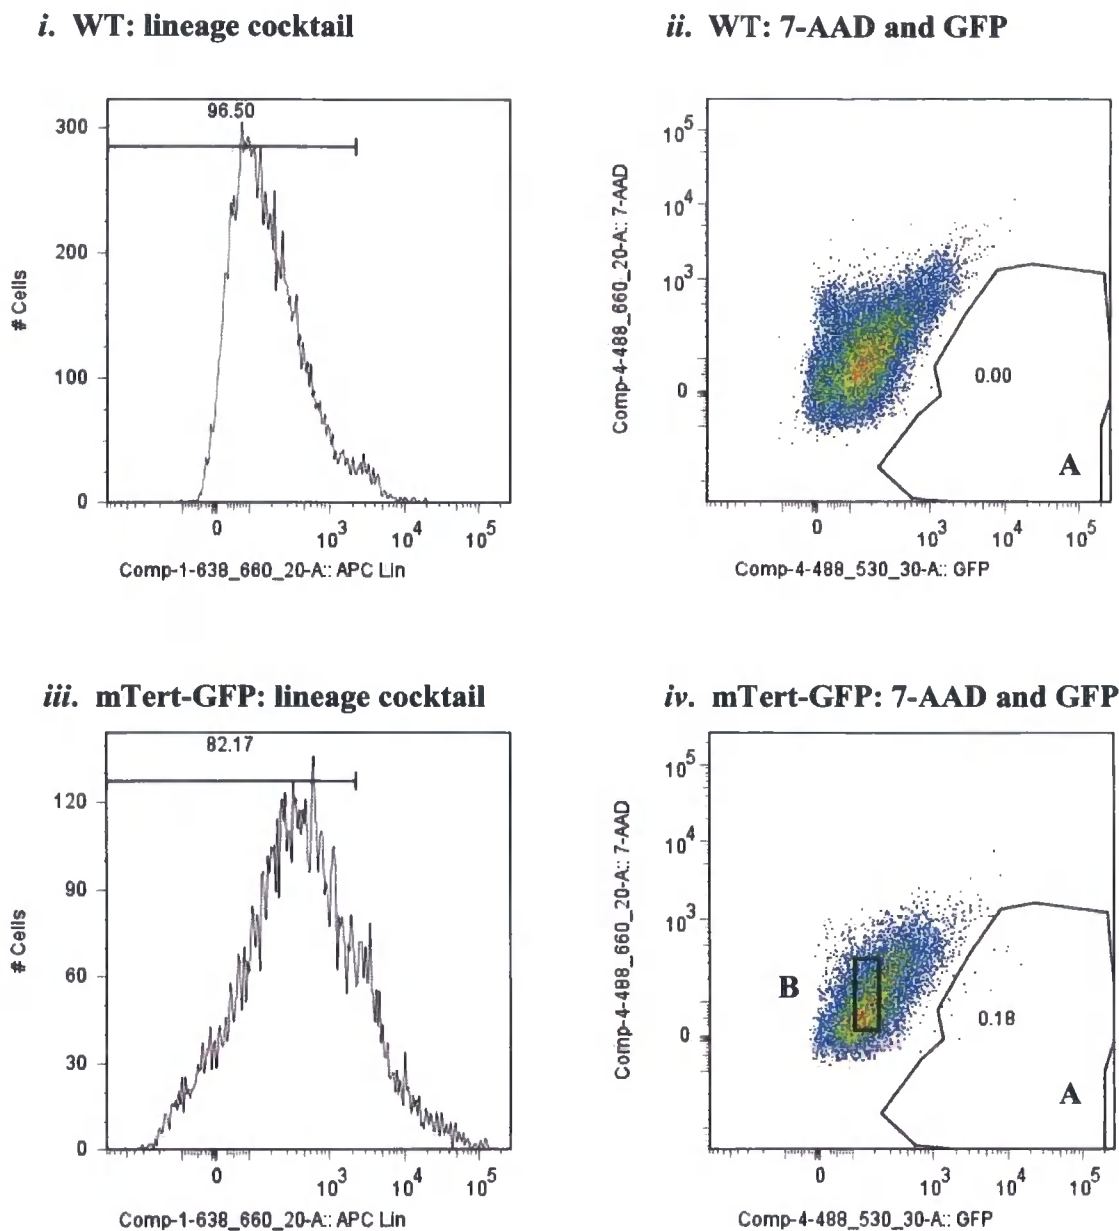 i. WT: lineage cocktail
96.50
300
200
100
0
# Cells
0 10^3 10^4 10^5
Comp-1-638_660_20-A:: APC Lin
ii. WT: 7-AAD and GFP
10^5
10^4
10^3
0
Comp-4-488_660_20-A:: 7-AAD
0.00
A
0 10^3 10^4 10^5
Comp-4-488_530_30-A:: GFP
iii. mTert-GFP: lineage cocktail
82.17
120
90
60
30
0
# Cells
0 10^3 10^4 10^5
Comp-1-638_660_20-A:: APC Lin
iv. mTert-GFP: 7-AAD and GFP
10^5
10^4
10^3
0
Comp-4-488_660_20-A:: 7-AAD
B
0.18
A
0 10^3 10^4 10^5
Comp-4-488_530_30-A:: GFP